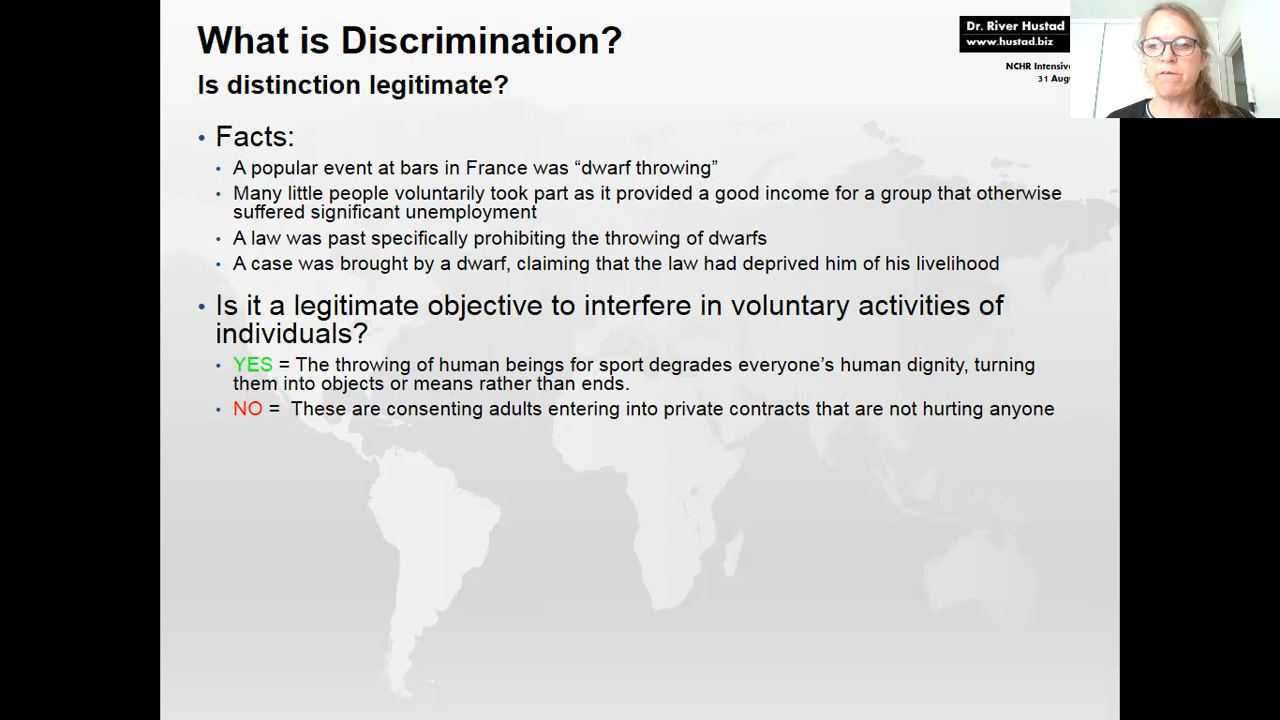 What is Discrimination?
Is distinction legitimate?
Dr. River Hustad
www.hustad.biz
NCHR Intensive
31
• Facts:
• A popular event at bars in France was “dwarf throwing”
• Many little people voluntarily took part as it provided a good income for a group that otherwise
suffered significant unemployment
• A law was past specifically prohibiting the throwing of dwarfs
• A case was brought by a dwarf, claiming that the law had deprived him of his livelihood
• Is it a legitimate objective to interfere in voluntary activities of
individuals?
• YES = The throwing of human beings for sport degrades everyone’s human dignity, turning
them into objects or means rather than ends.
• NO = These are consenting adults entering into private contracts that are not hurting anyone